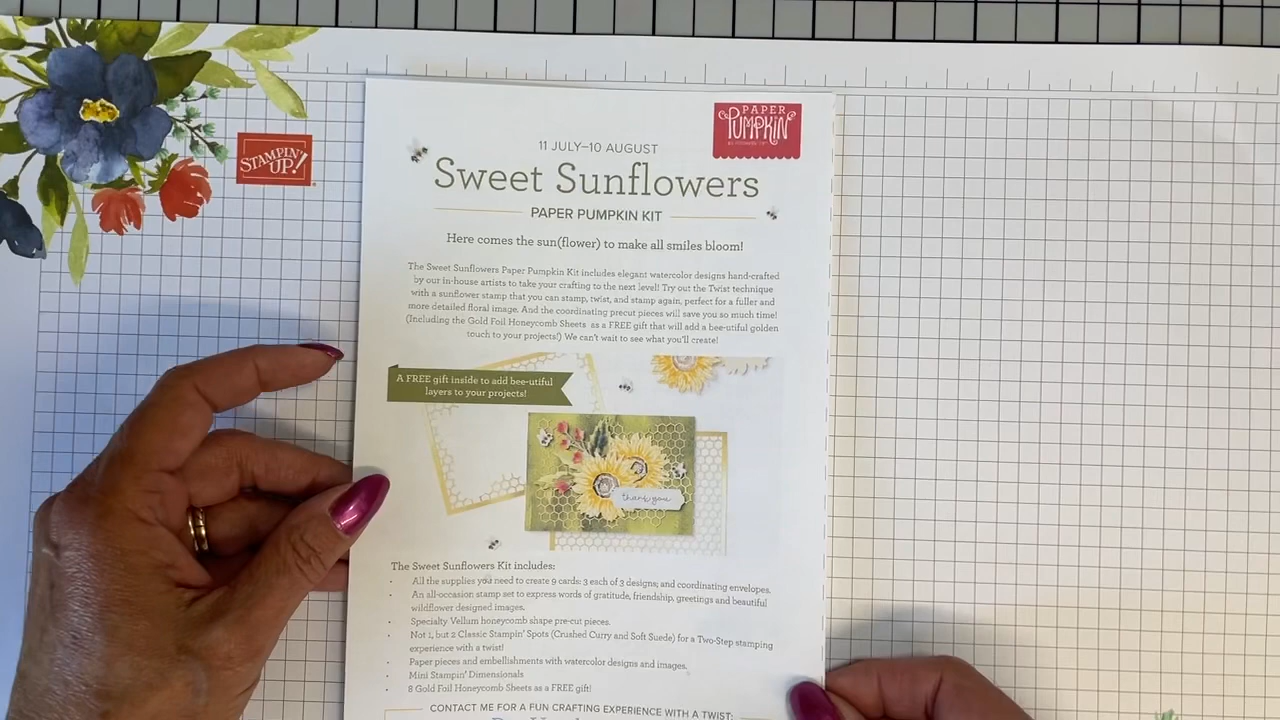 PAPER
PUMPKIN
STAMPIN'
UP!
11 JULY–10 AUGUST
Sweet Sunflowers
PAPER PUMPKIN KIT
Here comes the sun(flower) to make all smiles bloom!
The Sweet Sunflowers Paper Pumpkin Kit includes elegant watercolor designs hand-crafted
by our in-house artists to take your crafting to the next level! Try out the Twist technique
with a sunflower stamp that you can stamp, twist, and stamp again, perfect for a fuller and
more detailed floral image. And the coordinating precut pieces will save you so much time!
(Including the Gold Foil Honeycomb Sheets as a FREE gift that will add a bee-utiful golden
touch to your projects!) We can't wait to see what you'll create!
A FREE gift inside to add bee-utiful
layers to your projects!
thank you
The Sweet Sunflowers Kit includes:
· All the supplies you need to create 9 cards: 3 each of 3 designs; and coordinating envelopes.
· An all-occasion stamp set to express words of gratitude, friendship, greetings and beautiful
wildflower designed images.
· Specialty Vellum honeycomb shape pre-cut pieces.
· Not 1, but 2 Classic Stampin' Spots (Crushed Curry and Soft Suede) for a Two-Step stamping
experience with a twist!
· Paper pieces and embellishments with watercolor designs and images.
· Mini Stampin' Dimensionals
· 8 Gold Foil Honeycomb Sheets as a FREE gift!
CONTACT ME FOR A FUN CRAFTING EXPERIENCE WITH A TWIST: